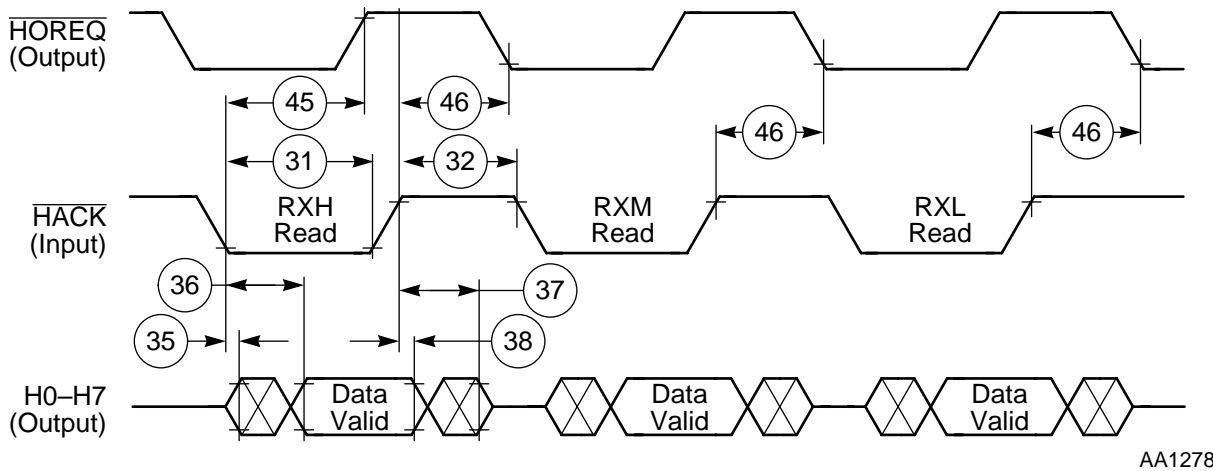 HOREQ
(Output)
45
46
46
46
31
32
HACK
(Input)
RXH
Read
RXM
Read
RXL
Read
36
37
35
38
H0–H7
(Output)
Data
Valid
Data
Valid
Data
Valid
AA1278